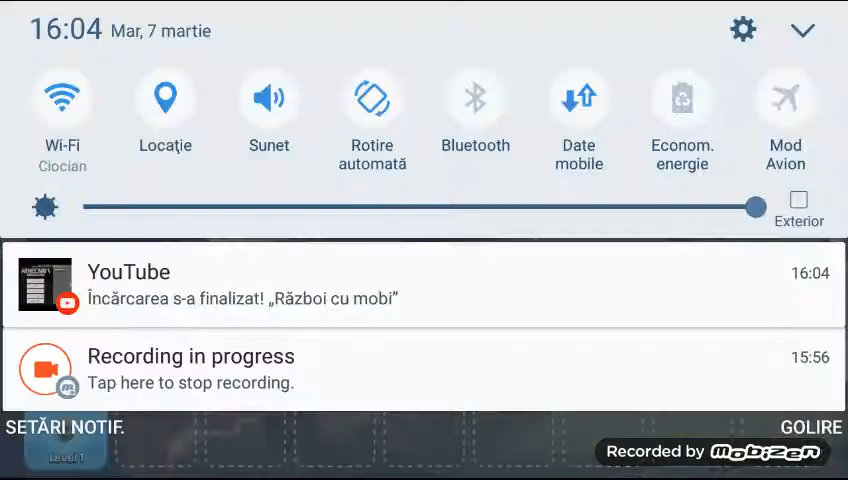 16:04 Mar, 7 martie
Wi-Fi
Ciocian
Locaţie
Sunet
Rotire
automată
Bluetooth
Date
mobile
Econom.
energie
Mod
Avion
Exterior
YouTube
16:04
Încărcarea s-a finalizat! „Război cu mobi”
Recording in progress
15:56
Tap here to stop recording.
SETĂRI NOTIF.
GOLIRE
Level 1
Recorded by mobizen